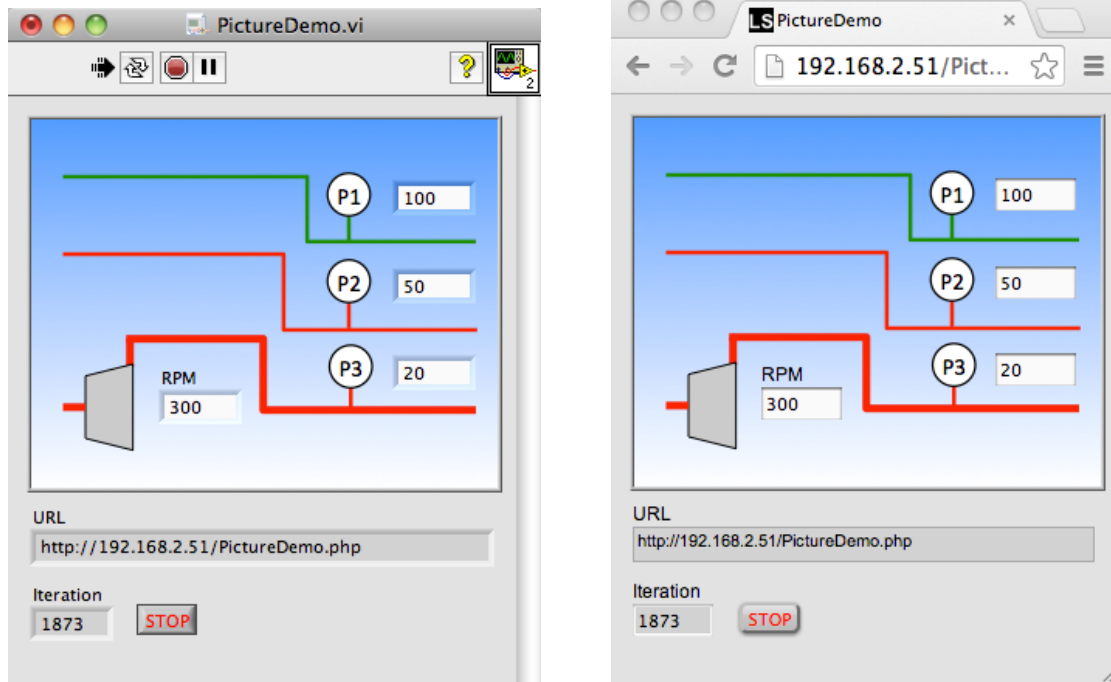 PictureDemo.vi
?
2
P1
100
P2
50
P3
20
RPM
300
URL
http://192.168.2.51/PictureDemo.php
Iteration
1873
STOP
LS PictureDemo ×
192.168.2.51/Pict...
P1
100
P2
50
P3
20
RPM
300
URL
http://192.168.2.51/PictureDemo.php
Iteration
1873
STOP